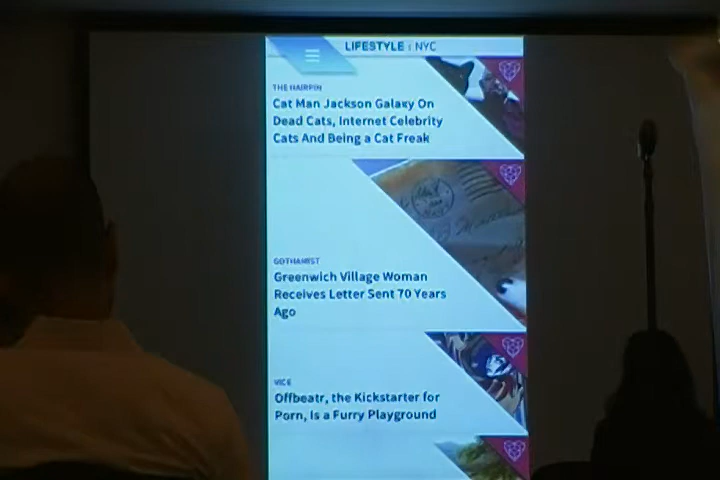 LIFESTYLE : NYC
THE HAIRPIN
Cat Man Jackson Galaxy On
Dead Cats, Internet Celebrity
Cats And Being a Cat Freak
GOTHAMIST
Greenwich Village Woman
Receives Letter Sent 70 Years
Ago
VICE
Offbeatr, the Kickstarter for
Porn, Is a Furry Playground